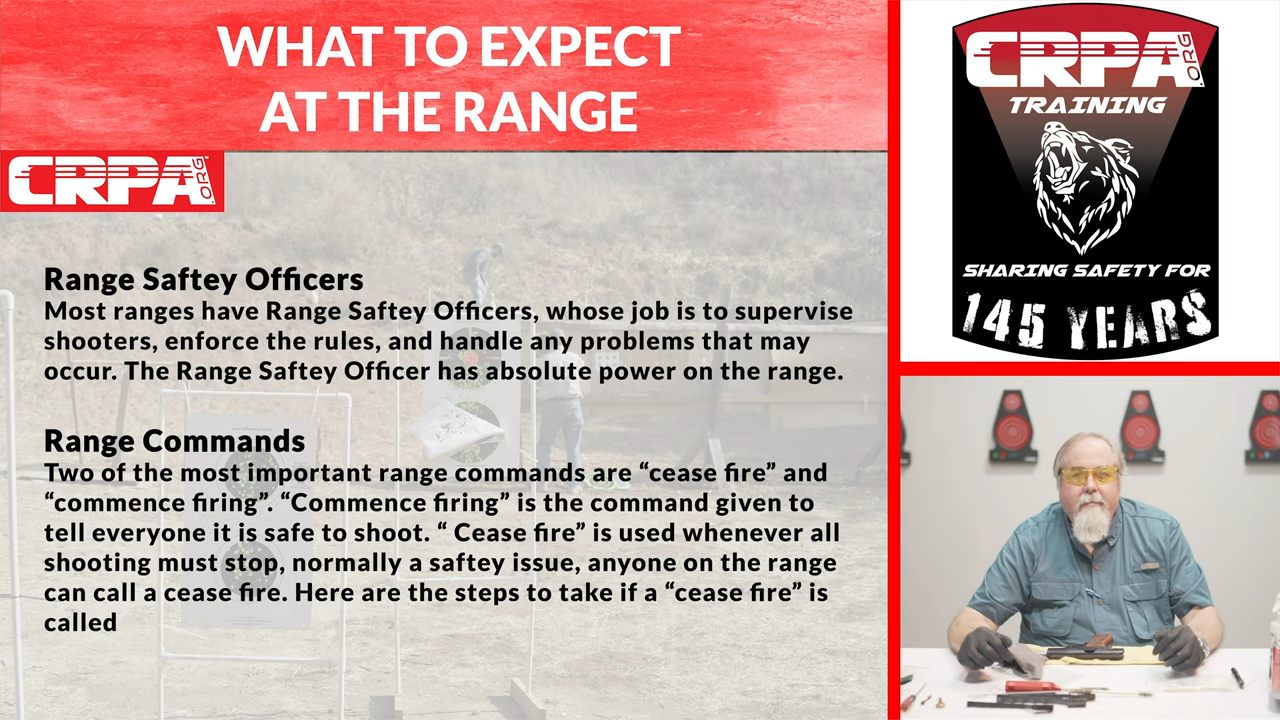 WHAT TO EXPECT
AT THE RANGE
CRPA.ORG
Range Saftey Officers
Most ranges have Range Saftey Officers, whose job is to supervise
shooters, enforce the rules, and handle any problems that may
occur. The Range Saftey Officer has absolute power on the range.
Range Commands
Two of the most important range commands are “cease fire” and
“commence firing”. “Commence firing” is the command given to
tell everyone it is safe to shoot. “ Cease fire” is used whenever all
shooting must stop, normally a saftey issue, anyone on the range
can call a cease fire. Here are the steps to take if a “cease fire” is
called
CRPA.ORG
TRAINING
SHARING SAFETY FOR
145 YEARS